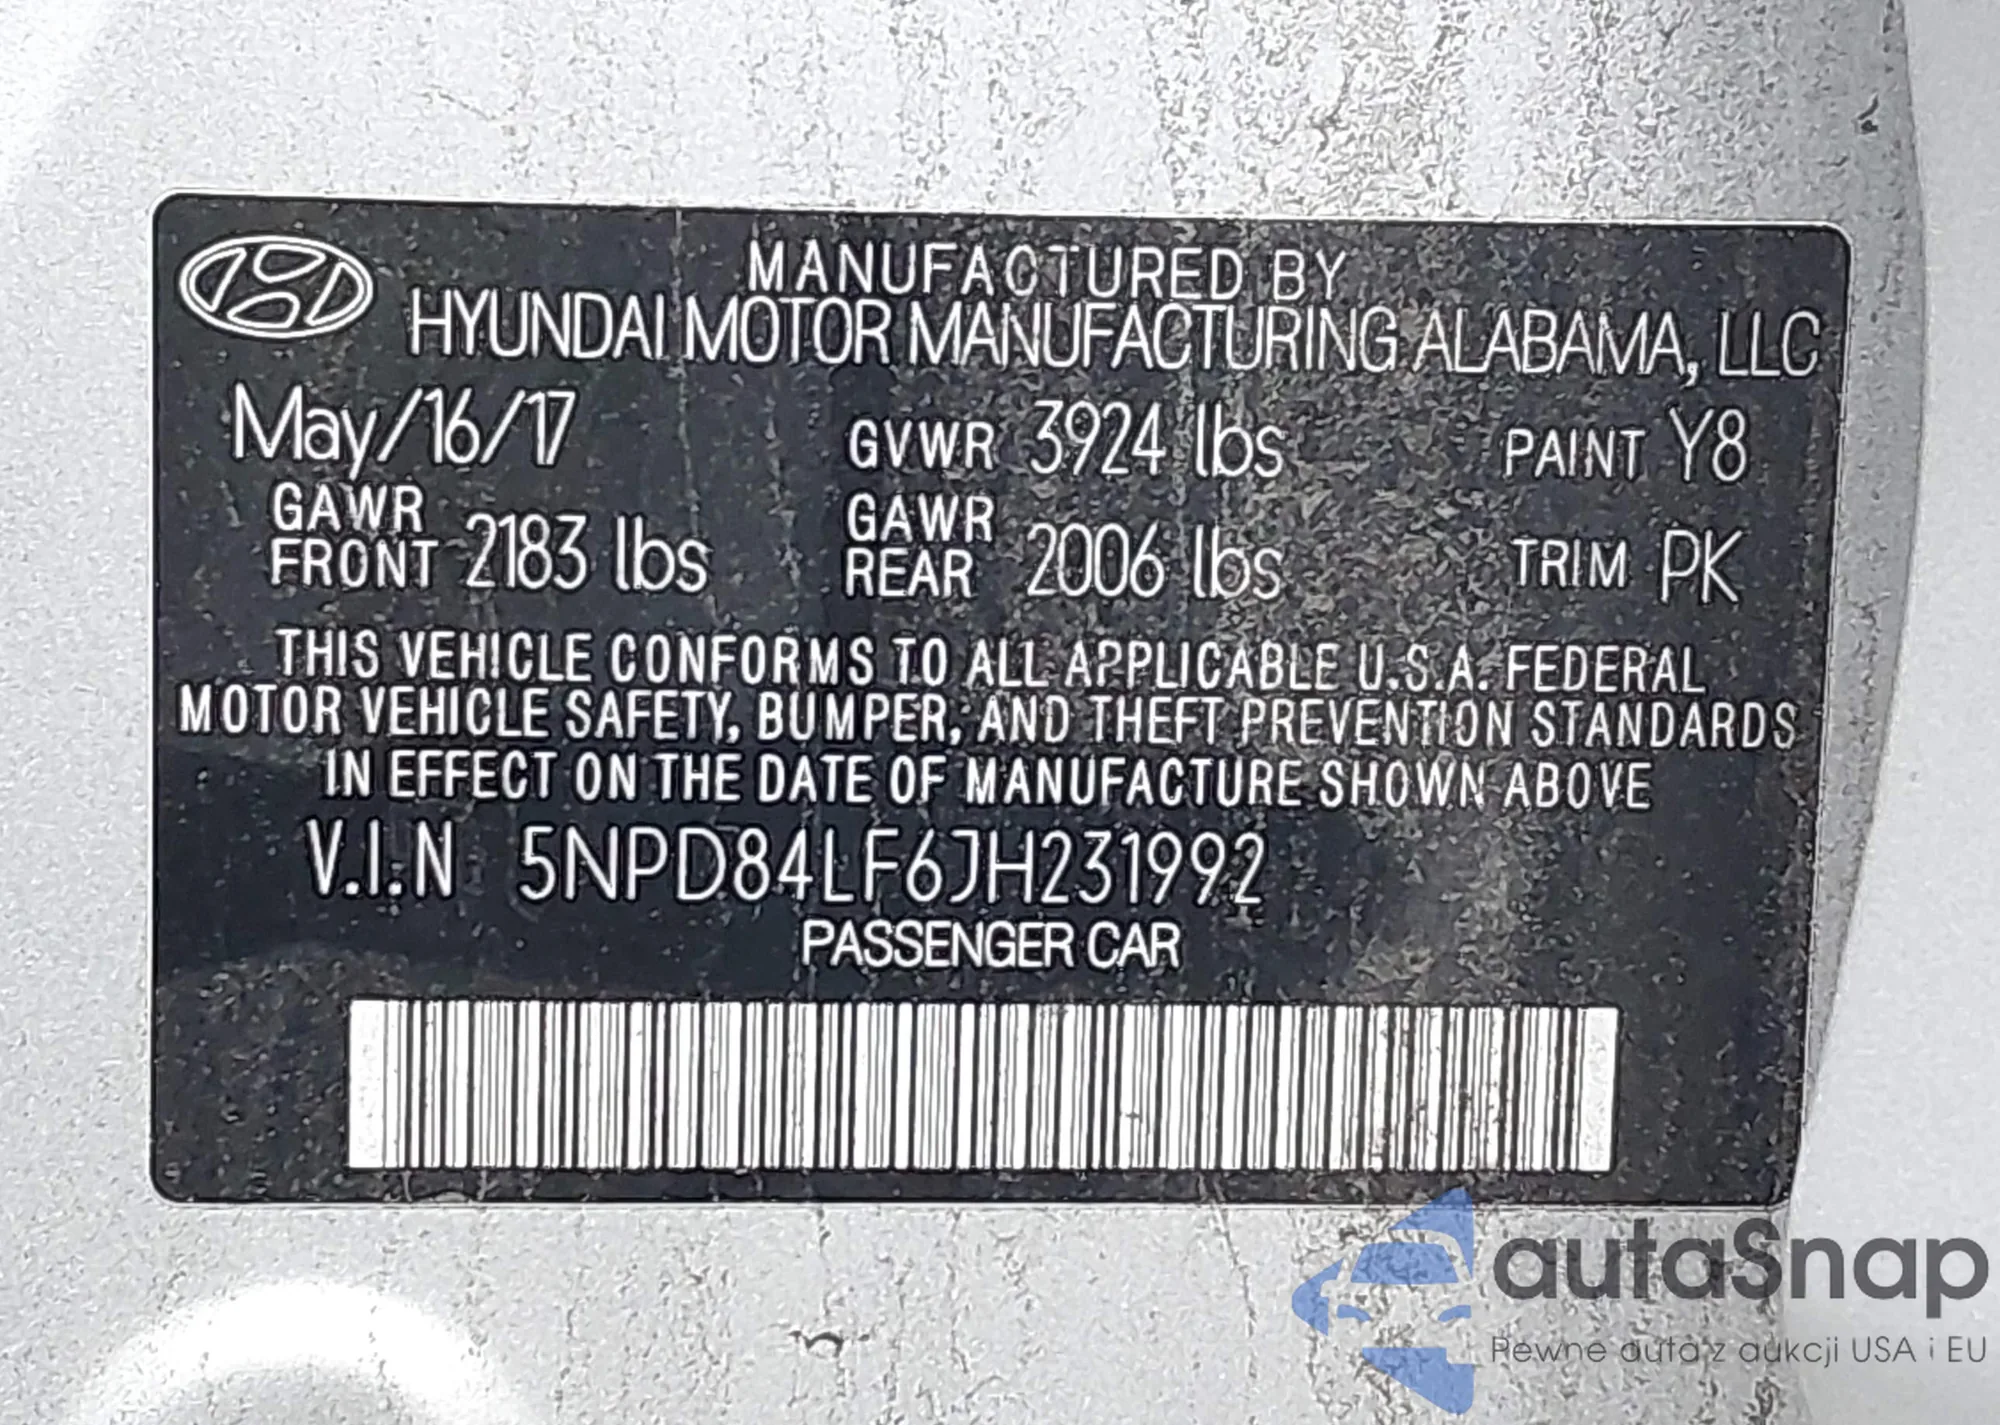 MANUFACTURED BY
HYUNDAI MOTOR MANUFACTURING ALABAMA, LLC
May/16/17 GVWR 3924 lbs PAINT Y8
GAWR FRONT 2183 lbs GAWR REAR 2006 lbs TRIM PK
THIS VEHICLE CONFORMS TO ALL APPLICABLE U.S.A. FEDERAL
MOTOR VEHICLE SAFETY, BUMPER, AND THEFT PREVENTION STANDARDS
IN EFFECT ON THE DATE OF MANUFACTURE SHOWN ABOVE
V.I.N 5NPD84LF6JH231992
PASSENGER CAR
autaSnap
Pewne auta z aukcji USA i EU